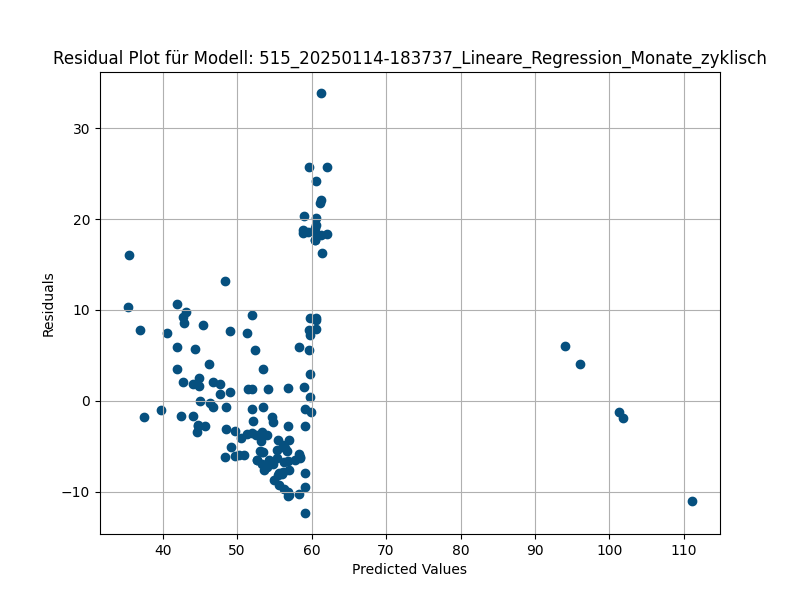 Residual Plot für Modell: 515_20250114-183737_Lineare_Regression_Monate_zyklisch
30
20
10
0
−10
Residuals
40 50 60 70 80 90 100 110
Predicted Values